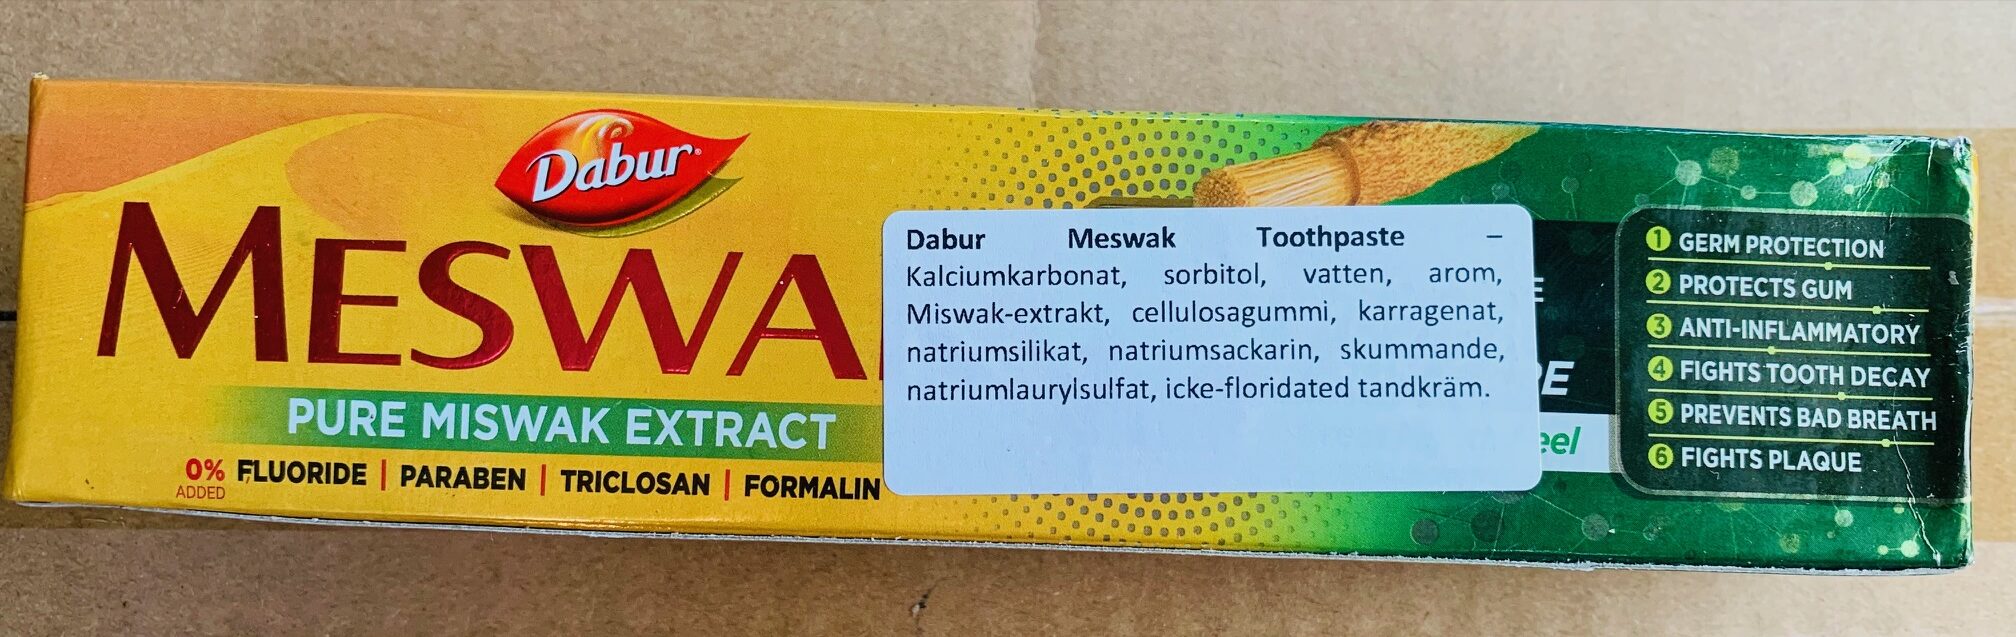 Dabur
MESWA
PURE MISWAK EXTRACT
0% ADDED FLUORIDE | PARABEN | TRICLOSAN | FORMALIN
Dabur Meswak Toothpaste –
Kalciumkarbonat, sorbitol, vatten, arom,
Miswak-extrakt, cellulosagummi, karragenat,
natriumsilikat, natriumsackarin, skummande,
natriumlaurylsulfat, icke-floridated tandkräm.
1 GERM PROTECTION
2 PROTECTS GUM
3 ANTI-INFLAMMATORY
4 FIGHTS TOOTH DECAY
5 PREVENTS BAD BREATH
6 FIGHTS PLAQUE